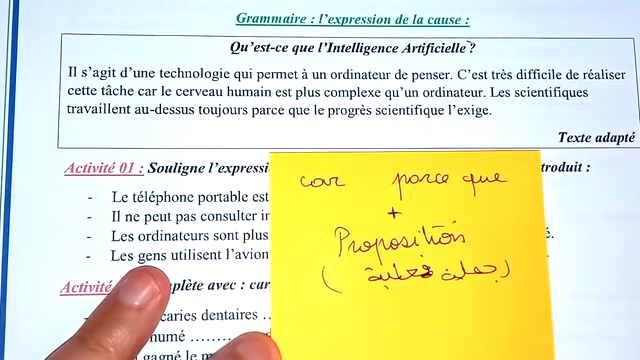 Grammaire : l'expression de la cause :
Qu'est-ce que l'Intelligence Artificielle ?
Il s'agit d'une technologie qui permet à un ordinateur de penser. C'est très difficile de réaliser
cette tâche car le cerveau humain est plus complexe qu'un ordinateur. Les scientifiques
travaillent au-dessus toujours parce que le progrès scientifique l'exige.
Texte adapté
Activité 01 : Souligne l'expressi troduit :
- Le téléphone portable est
- Il ne peut pas consulter
- Les ordinateurs sont plus
- Les gens utilisent l'avion
car parce que
+
Proposition
(جملة فعلية)
Activité plète avec : car
caries dentaires ..
numé ………
gagné le